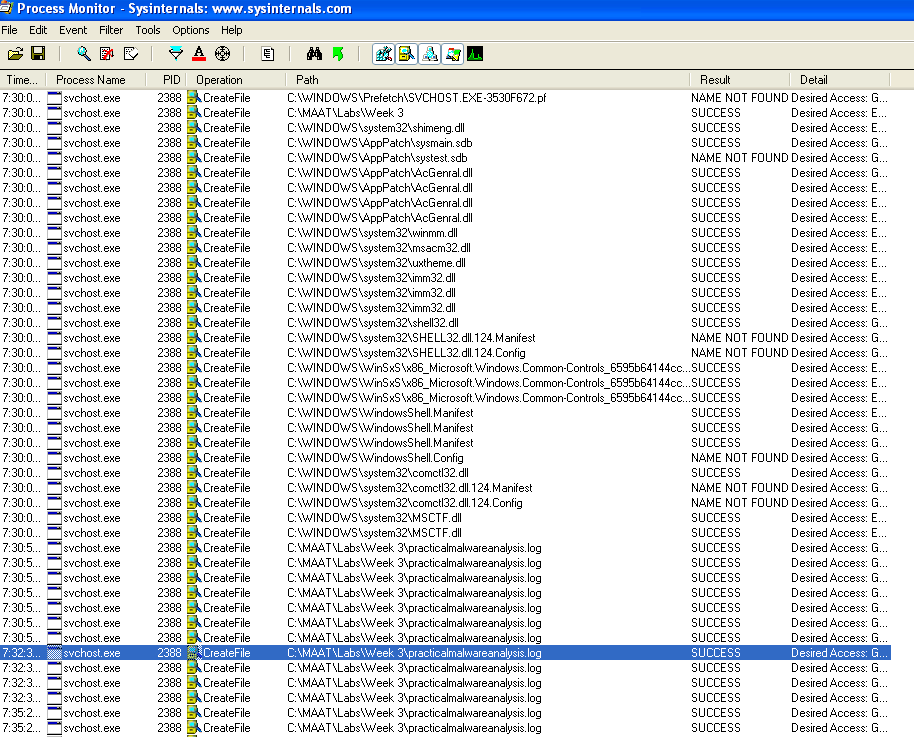 Process Monitor - Sysinternals: www.sysinternals.com
File Edit Event Filter Tools Options Help
Time... Process Name PID Operation Path Result Detail
7:30:0... svchost.exe 2388 CreateFile C:\WINDOWS\Prefetch\SVCHOST.EXE-3530F672.pf NAME NOT FOUND Desired Access: G...
7:30:0... svchost.exe 2388 CreateFile C:\MAAT\Labs\Week 3 SUCCESS Desired Access: E...
7:30:0... svchost.exe 2388 CreateFile C:\WINDOWS\system32\shimeng.dll SUCCESS Desired Access: E...
7:30:0... svchost.exe 2388 CreateFile C:\WINDOWS\AppPatch\sysmain.sdb SUCCESS Desired Access: G...
7:30:0... svchost.exe 2388 CreateFile C:\WINDOWS\AppPatch\systest.sdb NAME NOT FOUND Desired Access: G...
7:30:0... svchost.exe 2388 CreateFile C:\WINDOWS\AppPatch\AcGenral.dll SUCCESS Desired Access: G...
7:30:0... svchost.exe 2388 CreateFile C:\WINDOWS\AppPatch\AcGenral.dll SUCCESS Desired Access: E...
7:30:0... svchost.exe 2388 CreateFile C:\WINDOWS\AppPatch\AcGenral.dll SUCCESS Desired Access: E...
7:30:0... svchost.exe 2388 CreateFile C:\WINDOWS\AppPatch\AcGenral.dll SUCCESS Desired Access: G...
7:30:0... svchost.exe 2388 CreateFile C:\WINDOWS\system32\winmm.dll SUCCESS Desired Access: E...
7:30:0... svchost.exe 2388 CreateFile C:\WINDOWS\system32\msacm32.dll SUCCESS Desired Access: E...
7:30:0... svchost.exe 2388 CreateFile C:\WINDOWS\system32\uxtheme.dll SUCCESS Desired Access: E...
7:30:0... svchost.exe 2388 CreateFile C:\WINDOWS\system32\imm32.dll SUCCESS Desired Access: E...
7:30:0... svchost.exe 2388 CreateFile C:\WINDOWS\system32\imm32.dll SUCCESS Desired Access: E...
7:30:0... svchost.exe 2388 CreateFile C:\WINDOWS\system32\imm32.dll SUCCESS Desired Access: E...
7:30:0... svchost.exe 2388 CreateFile C:\WINDOWS\system32\shell32.dll SUCCESS Desired Access: G...
7:30:0... svchost.exe 2388 CreateFile C:\WINDOWS\system32\SHELL32.dll.124.Manifest NAME NOT FOUND Desired Access: G...
7:30:0... svchost.exe 2388 CreateFile C:\WINDOWS\system32\SHELL32.dll.124.Config NAME NOT FOUND Desired Access: G...
7:30:0... svchost.exe 2388 CreateFile C:\WINDOWS\WinSxS\x86_Microsoft.Windows.Common-Controls_6595b64144cc... SUCCESS Desired Access: E...
7:30:0... svchost.exe 2388 CreateFile C:\WINDOWS\WinSxS\x86_Microsoft.Windows.Common-Controls_6595b64144cc... SUCCESS Desired Access: E...
7:30:0... svchost.exe 2388 CreateFile C:\WINDOWS\WinSxS\x86_Microsoft.Windows.Common-Controls_6595b64144cc... SUCCESS Desired Access: E...
7:30:0... svchost.exe 2388 CreateFile C:\WINDOWS\WindowsShell.Manifest SUCCESS Desired Access: E...
7:30:0... svchost.exe 2388 CreateFile C:\WINDOWS\WindowsShell.Manifest SUCCESS Desired Access: G...
7:30:0... svchost.exe 2388 CreateFile C:\WINDOWS\WindowsShell.Manifest SUCCESS Desired Access: G...
7:30:0... svchost.exe 2388 CreateFile C:\WINDOWS\WindowsShell.Config NAME NOT FOUND Desired Access: G...
7:30:0... svchost.exe 2388 CreateFile C:\WINDOWS\system32\comctl32.dll SUCCESS Desired Access: G...
7:30:0... svchost.exe 2388 CreateFile C:\WINDOWS\system32\comctl32.dll.124.Manifest NAME NOT FOUND Desired Access: G...
7:30:0... svchost.exe 2388 CreateFile C:\WINDOWS\system32\comctl32.dll.124.Config NAME NOT FOUND Desired Access: G...
7:30:0... svchost.exe 2388 CreateFile C:\WINDOWS\system32\MSCTF.dll SUCCESS Desired Access: E...
7:30:0... svchost.exe 2388 CreateFile C:\WINDOWS\system32\MSCTF.dll SUCCESS Desired Access: E...
7:30:5... svchost.exe 2388 CreateFile C:\MAAT\Labs\Week 3\practicalmalwareanalysis.log SUCCESS Desired Access: G...
7:30:5... svchost.exe 2388 CreateFile C:\MAAT\Labs\Week 3\practicalmalwareanalysis.log SUCCESS Desired Access: G...
7:30:5... svchost.exe 2388 CreateFile C:\MAAT\Labs\Week 3\practicalmalwareanalysis.log SUCCESS Desired Access: G...
7:30:5... svchost.exe 2388 CreateFile C:\MAAT\Labs\Week 3\practicalmalwareanalysis.log SUCCESS Desired Access: G...
7:30:5... svchost.exe 2388 CreateFile C:\MAAT\Labs\Week 3\practicalmalwareanalysis.log SUCCESS Desired Access: G...
7:30:5... svchost.exe 2388 CreateFile C:\MAAT\Labs\Week 3\practicalmalwareanalysis.log SUCCESS Desired Access: G...
7:30:5... svchost.exe 2388 CreateFile C:\MAAT\Labs\Week 3\practicalmalwareanalysis.log SUCCESS Desired Access: G...
7:32:3... svchost.exe 2388 CreateFile C:\MAAT\Labs\Week 3\practicalmalwareanalysis.log SUCCESS Desired Access: G...
7:32:3... svchost.exe 2388 CreateFile C:\MAAT\Labs\Week 3\practicalmalwareanalysis.log SUCCESS Desired Access: G...
7:32:3... svchost.exe 2388 CreateFile C:\MAAT\Labs\Week 3\practicalmalwareanalysis.log SUCCESS Desired Access: G...
7:32:3... svchost.exe 2388 CreateFile C:\MAAT\Labs\Week 3\practicalmalwareanalysis.log SUCCESS Desired Access: G...
7:35:2... svchost.exe 2388 CreateFile C:\MAAT\Labs\Week 3\practicalmalwareanalysis.log SUCCESS Desired Access: G...
7:35:2... svchost.exe 2388 CreateFile C:\MAAT\Labs\Week 3\practicalmalwareanalysis.log SUCCESS Desired Access: G...